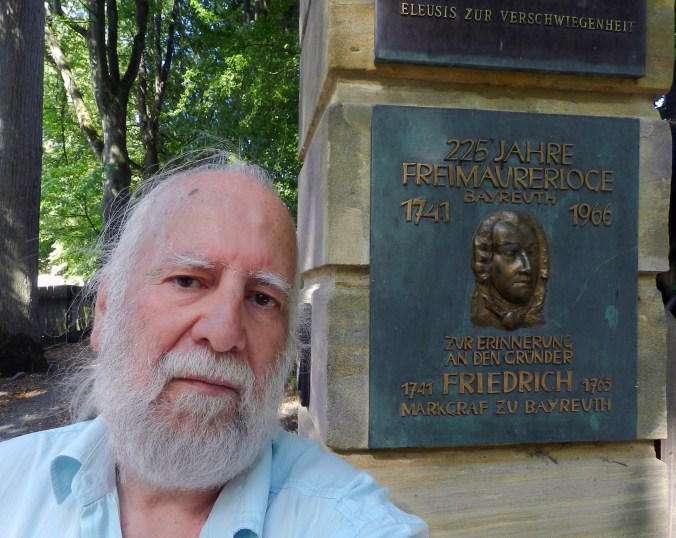 ELEUSIS ZUR VERSCHWIEGENHEIT
225 JAHRE
FREIMAURERLOGE
BAYREUTH
1741 1966
ZUR ERINNERUNG
AN DEN GRÜNDER
1741 FRIEDRICH 1763
MARKGRAF ZU BAYREUTH